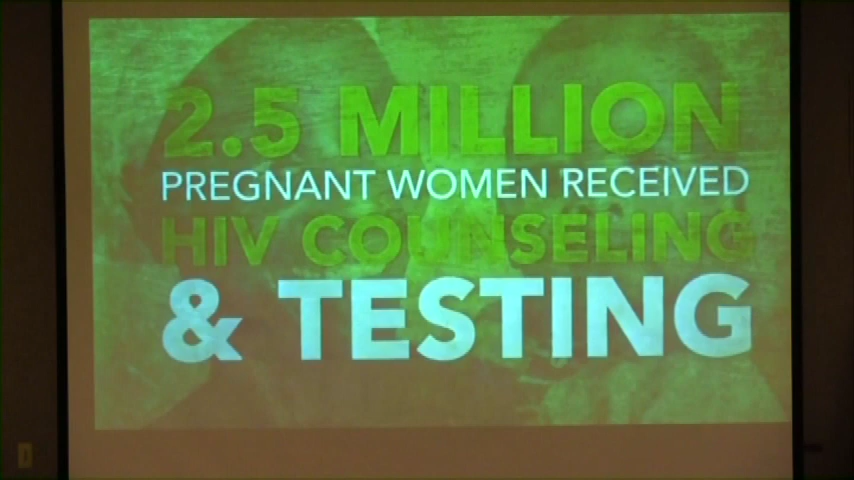 2.5 MILLION
PREGNANT WOMEN RECEIVED
HIV COUNSELING
& TESTING